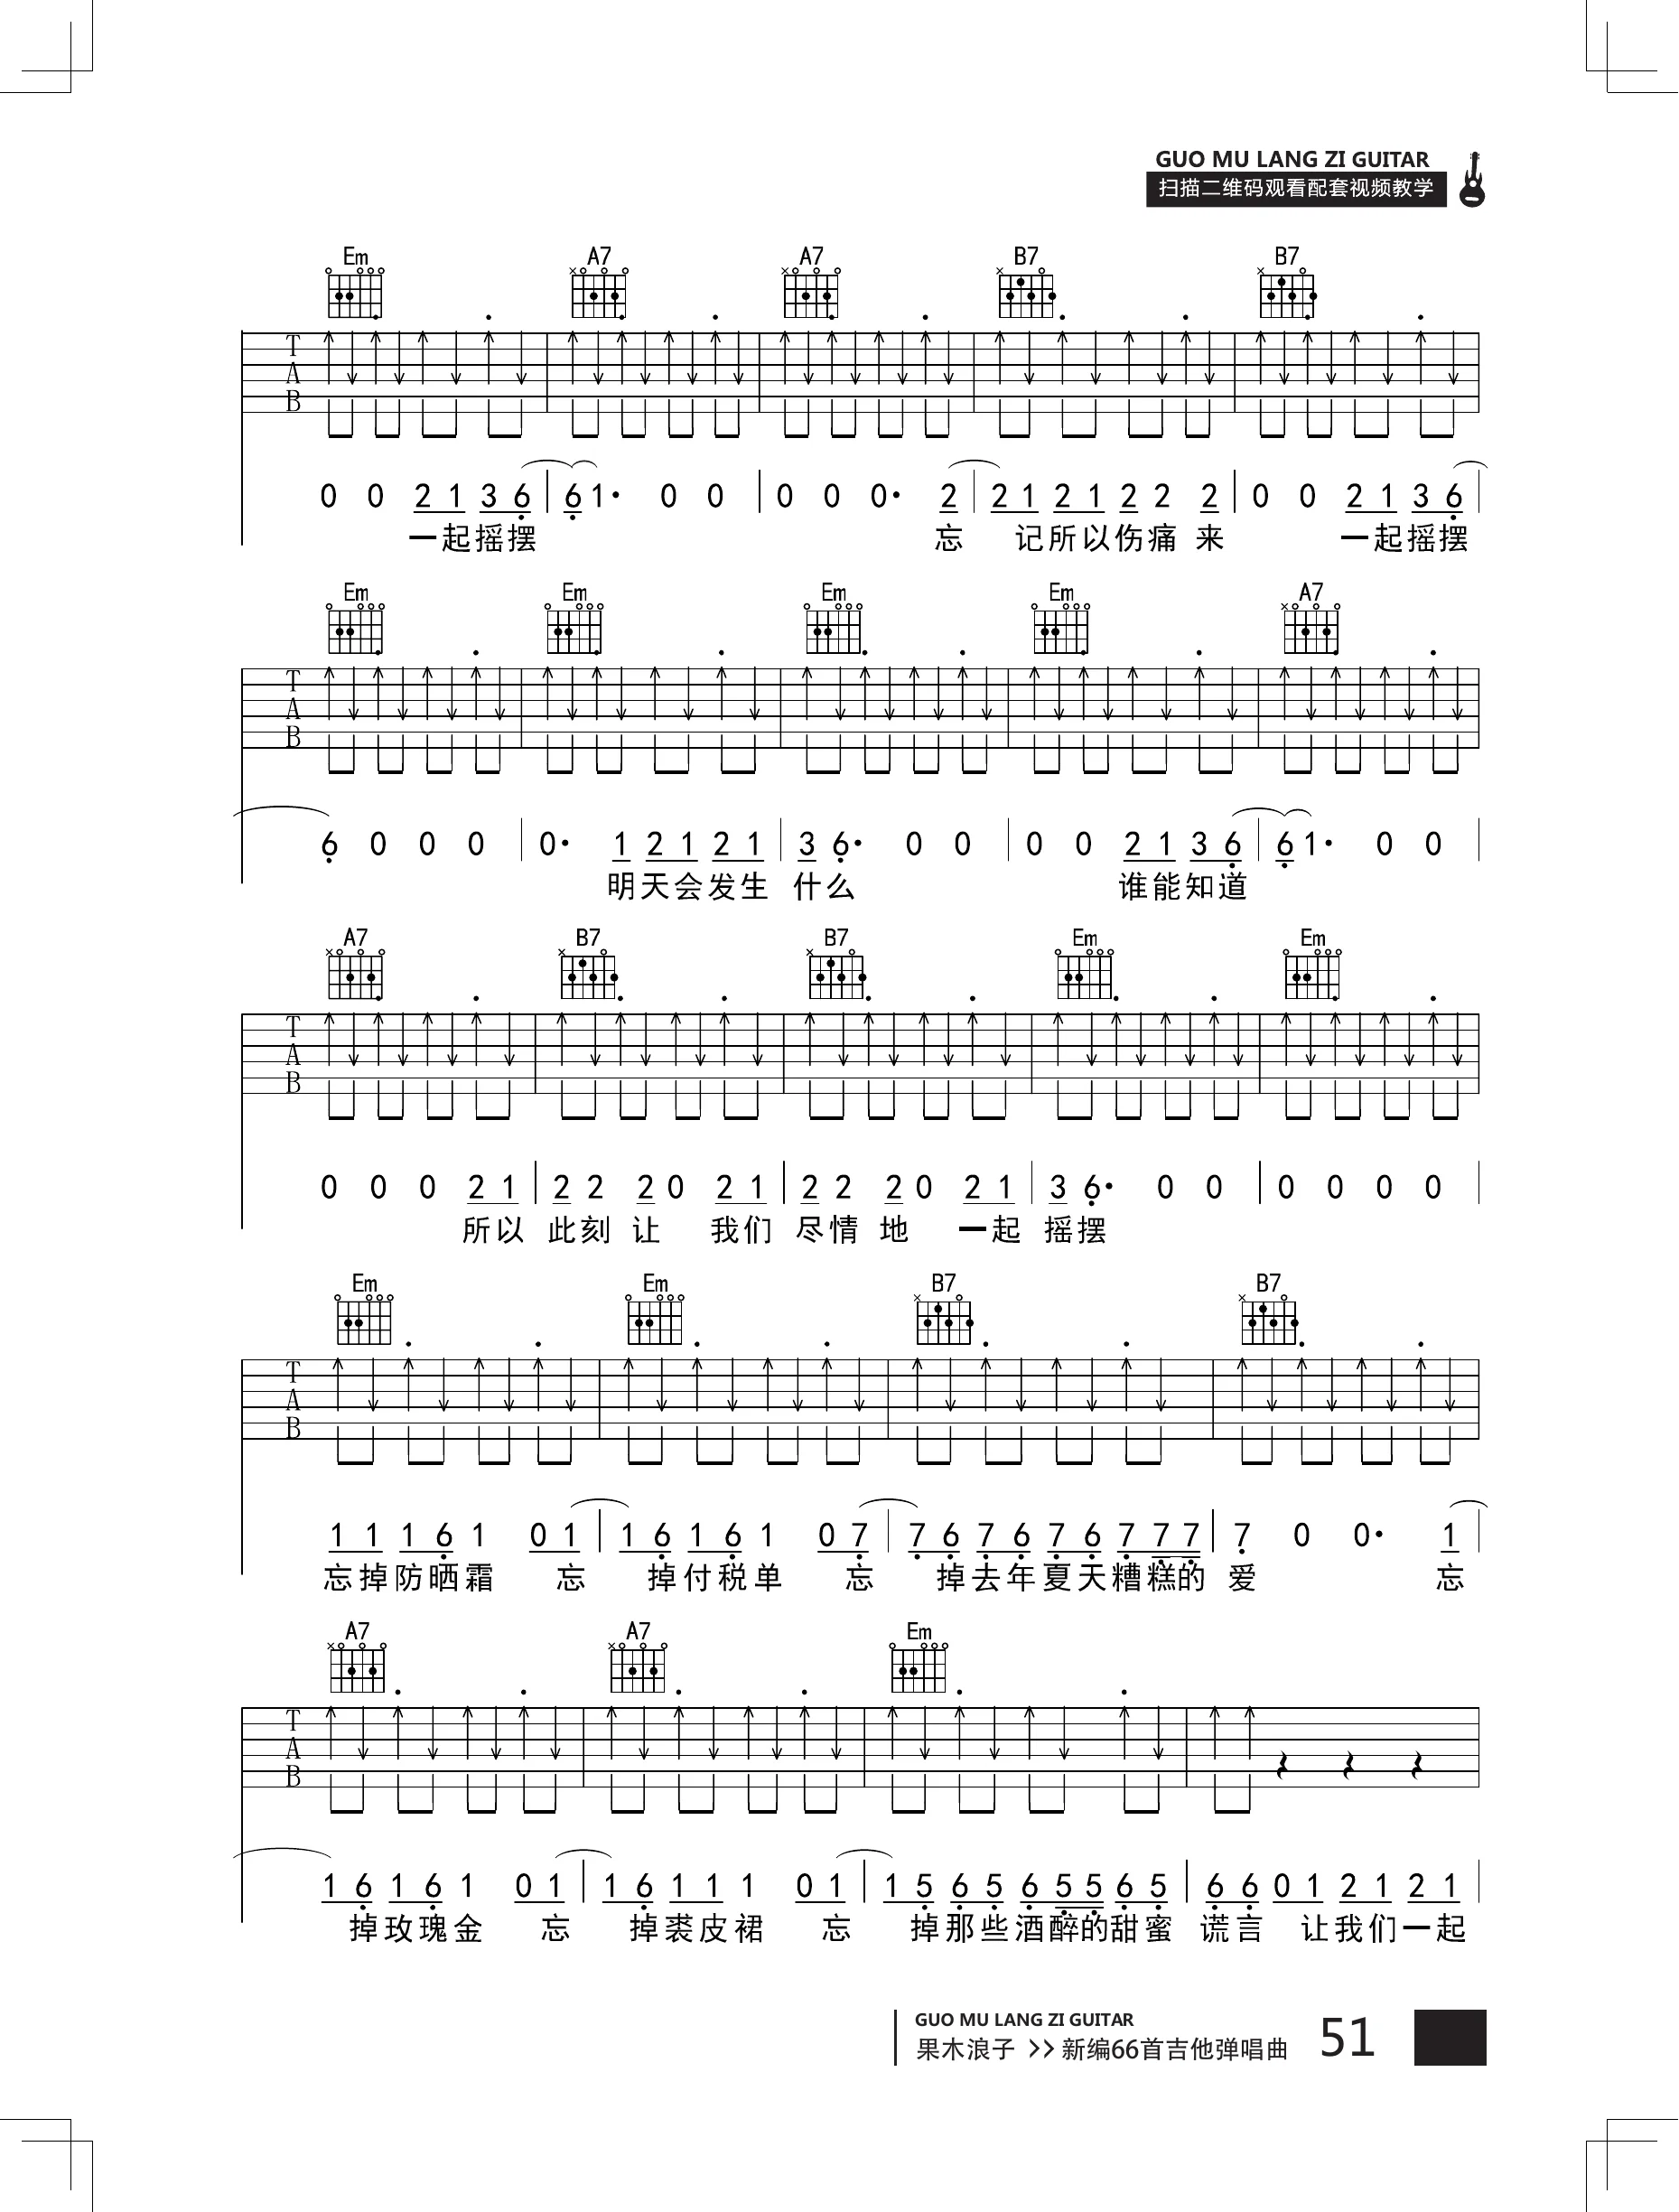 GUO MU LANG ZI GUITAR
扫描二维码观看配套视频教学
Em A7 A7 B7 B7
T
A
B
0 0 2 1 3 6 | 6 1· 0 0 | 0 0 0· 2 | 2 1 2 1 2 2 2 | 0 0 2 1 3 6 |
一起摇摆 忘 记所以伤痛来 一起摇摆
Em Em Em Em A7
T
A
B
6 0 0 0 | 0· 1 2 1 2 1 | 3 6· 0 0 | 0 0 2 1 3 6 | 6 1· 0 0 |
明天会发生 什么 谁能知道
A7 B7 B7 Em Em
T
A
B
0 0 0 2 1 | 2 2 2 0 2 1 | 2 2 2 0 2 1 | 3 6· 0 0 | 0 0 0 0 |
所以 此刻 让 我们 尽情 地 一起 摇摆
Em Em B7 B7
T
A
B
1 1 1 6 1 0 1 | 1 6 1 6 1 0 7 | 7 6 7 6 7 6 7 7 7 | 7 0 0· 1 |
忘掉防晒霜 忘 掉付税单 忘 掉去年夏天糟糕的 爱 忘
A7 A7 Em
T
A
B
1 6 1 6 1 0 1 | 1 6 1 1 1 0 1 | 1 5 6 5 6 5 5 6 5 | 6 6 0 1 2 1 2 1 |
掉玫瑰金 忘 掉裘皮裙 忘 掉那些酒醉的甜蜜 谎言 让我们一起
GUO MU LANG ZI GUITAR
果木浪子 >> 新编66首吉他弹唱曲 51